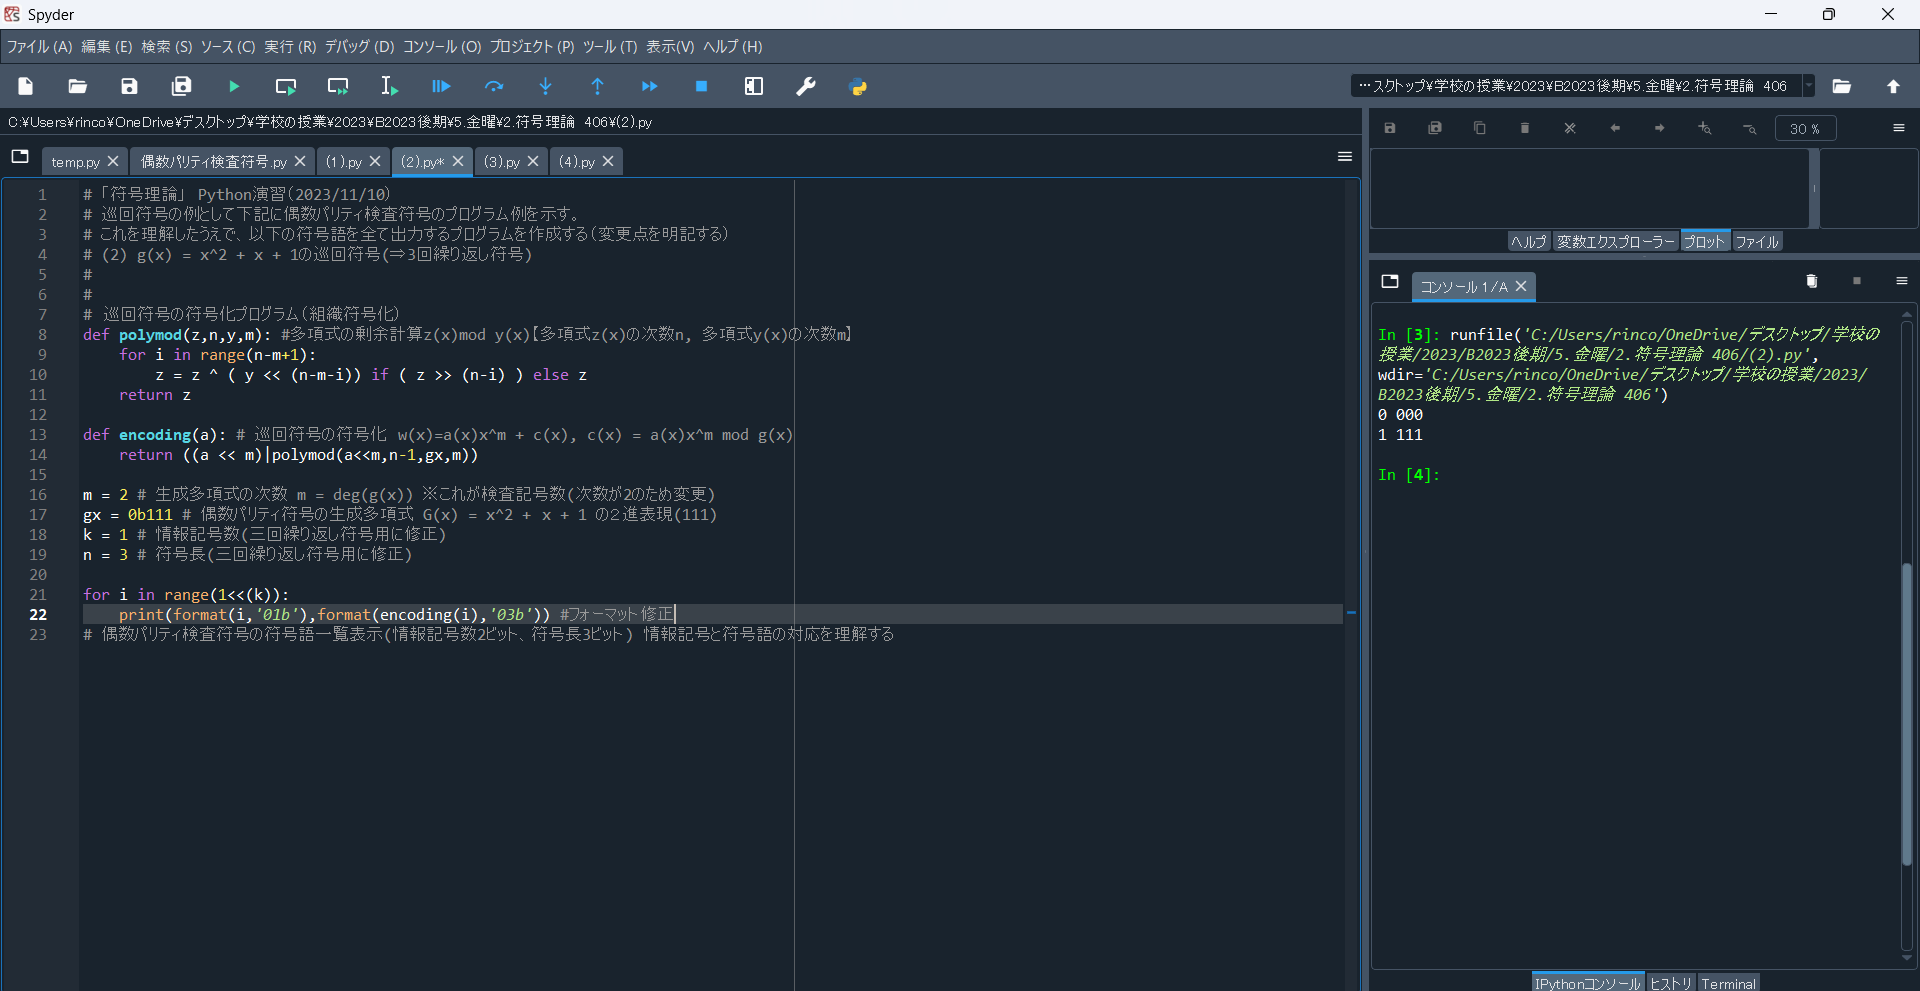 Spyder
ファイル (A) 編集 (E) 検索 (S) ソース (C) 実行 (R) デバッグ (D) コンソール (O) プロジェクト (P) ツール (T) 表示(V) ヘルプ (H)
…スクトップ¥学校の授業¥2023¥B2023後期¥5.金曜¥2.符号理論 406
C:¥Users¥rinco¥OneDrive¥デスクトップ¥学校の授業¥2023¥B2023後期¥5.金曜¥2.符号理論 406¥(2).py
temp.py 偶数パリティ検査符号.py (1).py (2).py* (3).py (4).py
1 #「符号理論」 Python演習(2023/11/10)
2 # 巡回符号の例として下記に偶数パリティ検査符号のプログラム例を示す。
3 # これを理解したうえで、以下の符号語を全て出力するプログラムを作成する(変更点を明記する)
4 # (2) g(x) = x^2 + x + 1の巡回符号(⇒3回繰り返し符号)
5 #
6 #
7 # 巡回符号の符号化プログラム(組織符号化)
8 def polymod(z,n,y,m): #多項式の剰余計算z(x)mod y(x)【多項式z(x)の次数n, 多項式y(x)の次数m】
9 for i in range(n-m+1):
10 z = z ^ ( y << (n-m-i)) if ( z >> (n-i) ) else z
11 return z
12
13 def encoding(a): # 巡回符号の符号化 w(x)=a(x)x^m + c(x), c(x) = a(x)x^m mod g(x)
14 return ((a << m)|polymod(a<<m,n-1,gx,m))
15
16 m = 2 # 生成多項式の次数 m = deg(g(x)) ※これが検査記号数(次数が2のため変更)
17 gx = 0b111 # 偶数パリティ符号の生成多項式 G(x) = x^2 + x + 1 の2進表現(111)
18 k = 1 # 情報記号数(三回繰り返し符号用に修正)
19 n = 3 # 符号長(三回繰り返し符号用に修正)
20
21 for i in range(1<<(k)):
22 print(format(i,'01b'),format(encoding(i),'03b')) #フォーマット修正
23 # 偶数パリティ検査符号の符号語一覧表示(情報記号数2ビット、符号長3ビット) 情報記号と符号語の対応を理解する
30 %
ヘルプ 変数エクスプローラー プロット ファイル
コンソール 1/A
In [3]: runfile('C:/Users/rinco/OneDrive/デスクトップ/学校の
授業/2023/B2023後期/5.金曜/2.符号理論 406/(2).py',
wdir='C:/Users/rinco/OneDrive/デスクトップ/学校の授業/2023/
B2023後期/5.金曜/2.符号理論 406')
0 000
1 111
In [4]:
IPythonコンソール ヒストリ Terminal